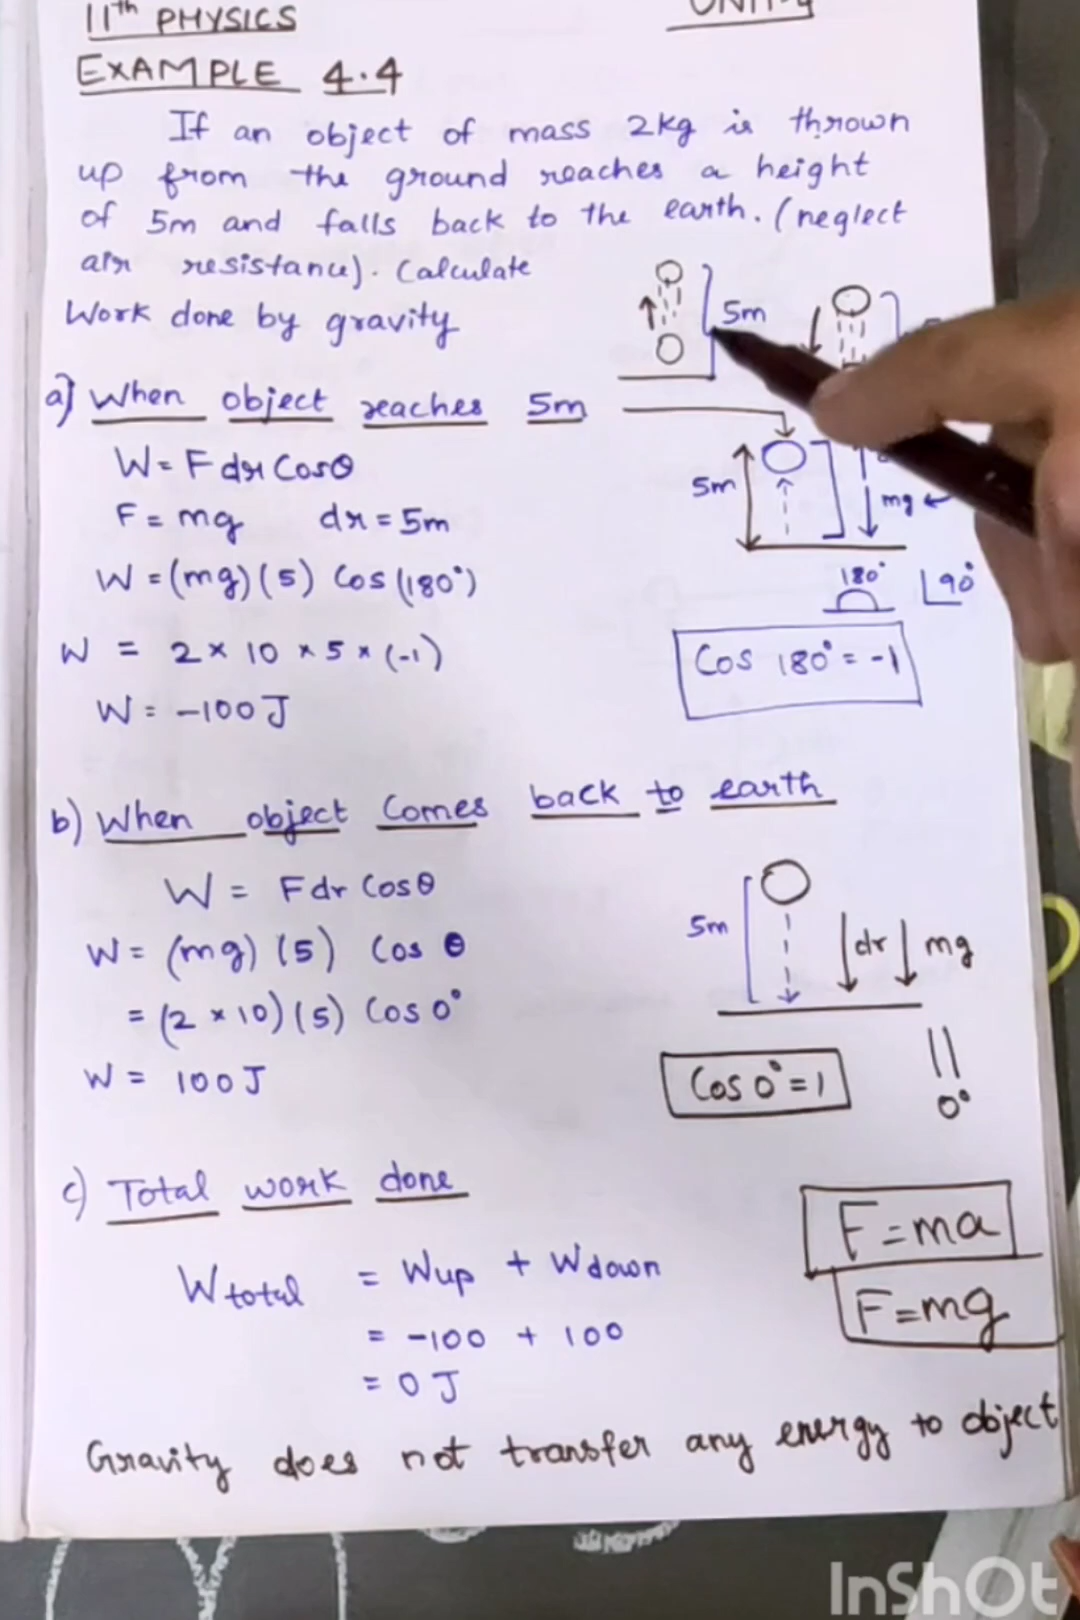 11th PHYSICS
UNIT-4
EXAMPLE 4.4
If an object of mass 2kg is thrown
up from the ground reaches a height
of 5m and falls back to the earth. (neglect
air resistance). Calculate
Work done by gravity
5m
a) When object reaches 5m
W = F dr Cosθ
F = mg dr = 5m
W = (mg) (5) Cos (180°)
W = 2 × 10 × 5 × (-1)
W = -100 J
5m
mg
180° 90°
Cos 180° = -1
b) When object Comes back to earth
W = F dr Cos θ
W = (mg) (5) Cos θ
= (2 × 10) (5) Cos 0°
W = 100 J
5m
dr mg
Cos 0° = 1
0°
c) Total work done
W total = Wup + W down
= -100 + 100
= 0 J
F = ma
F = mg
Gravity does not transfer any energy to object
InShOt